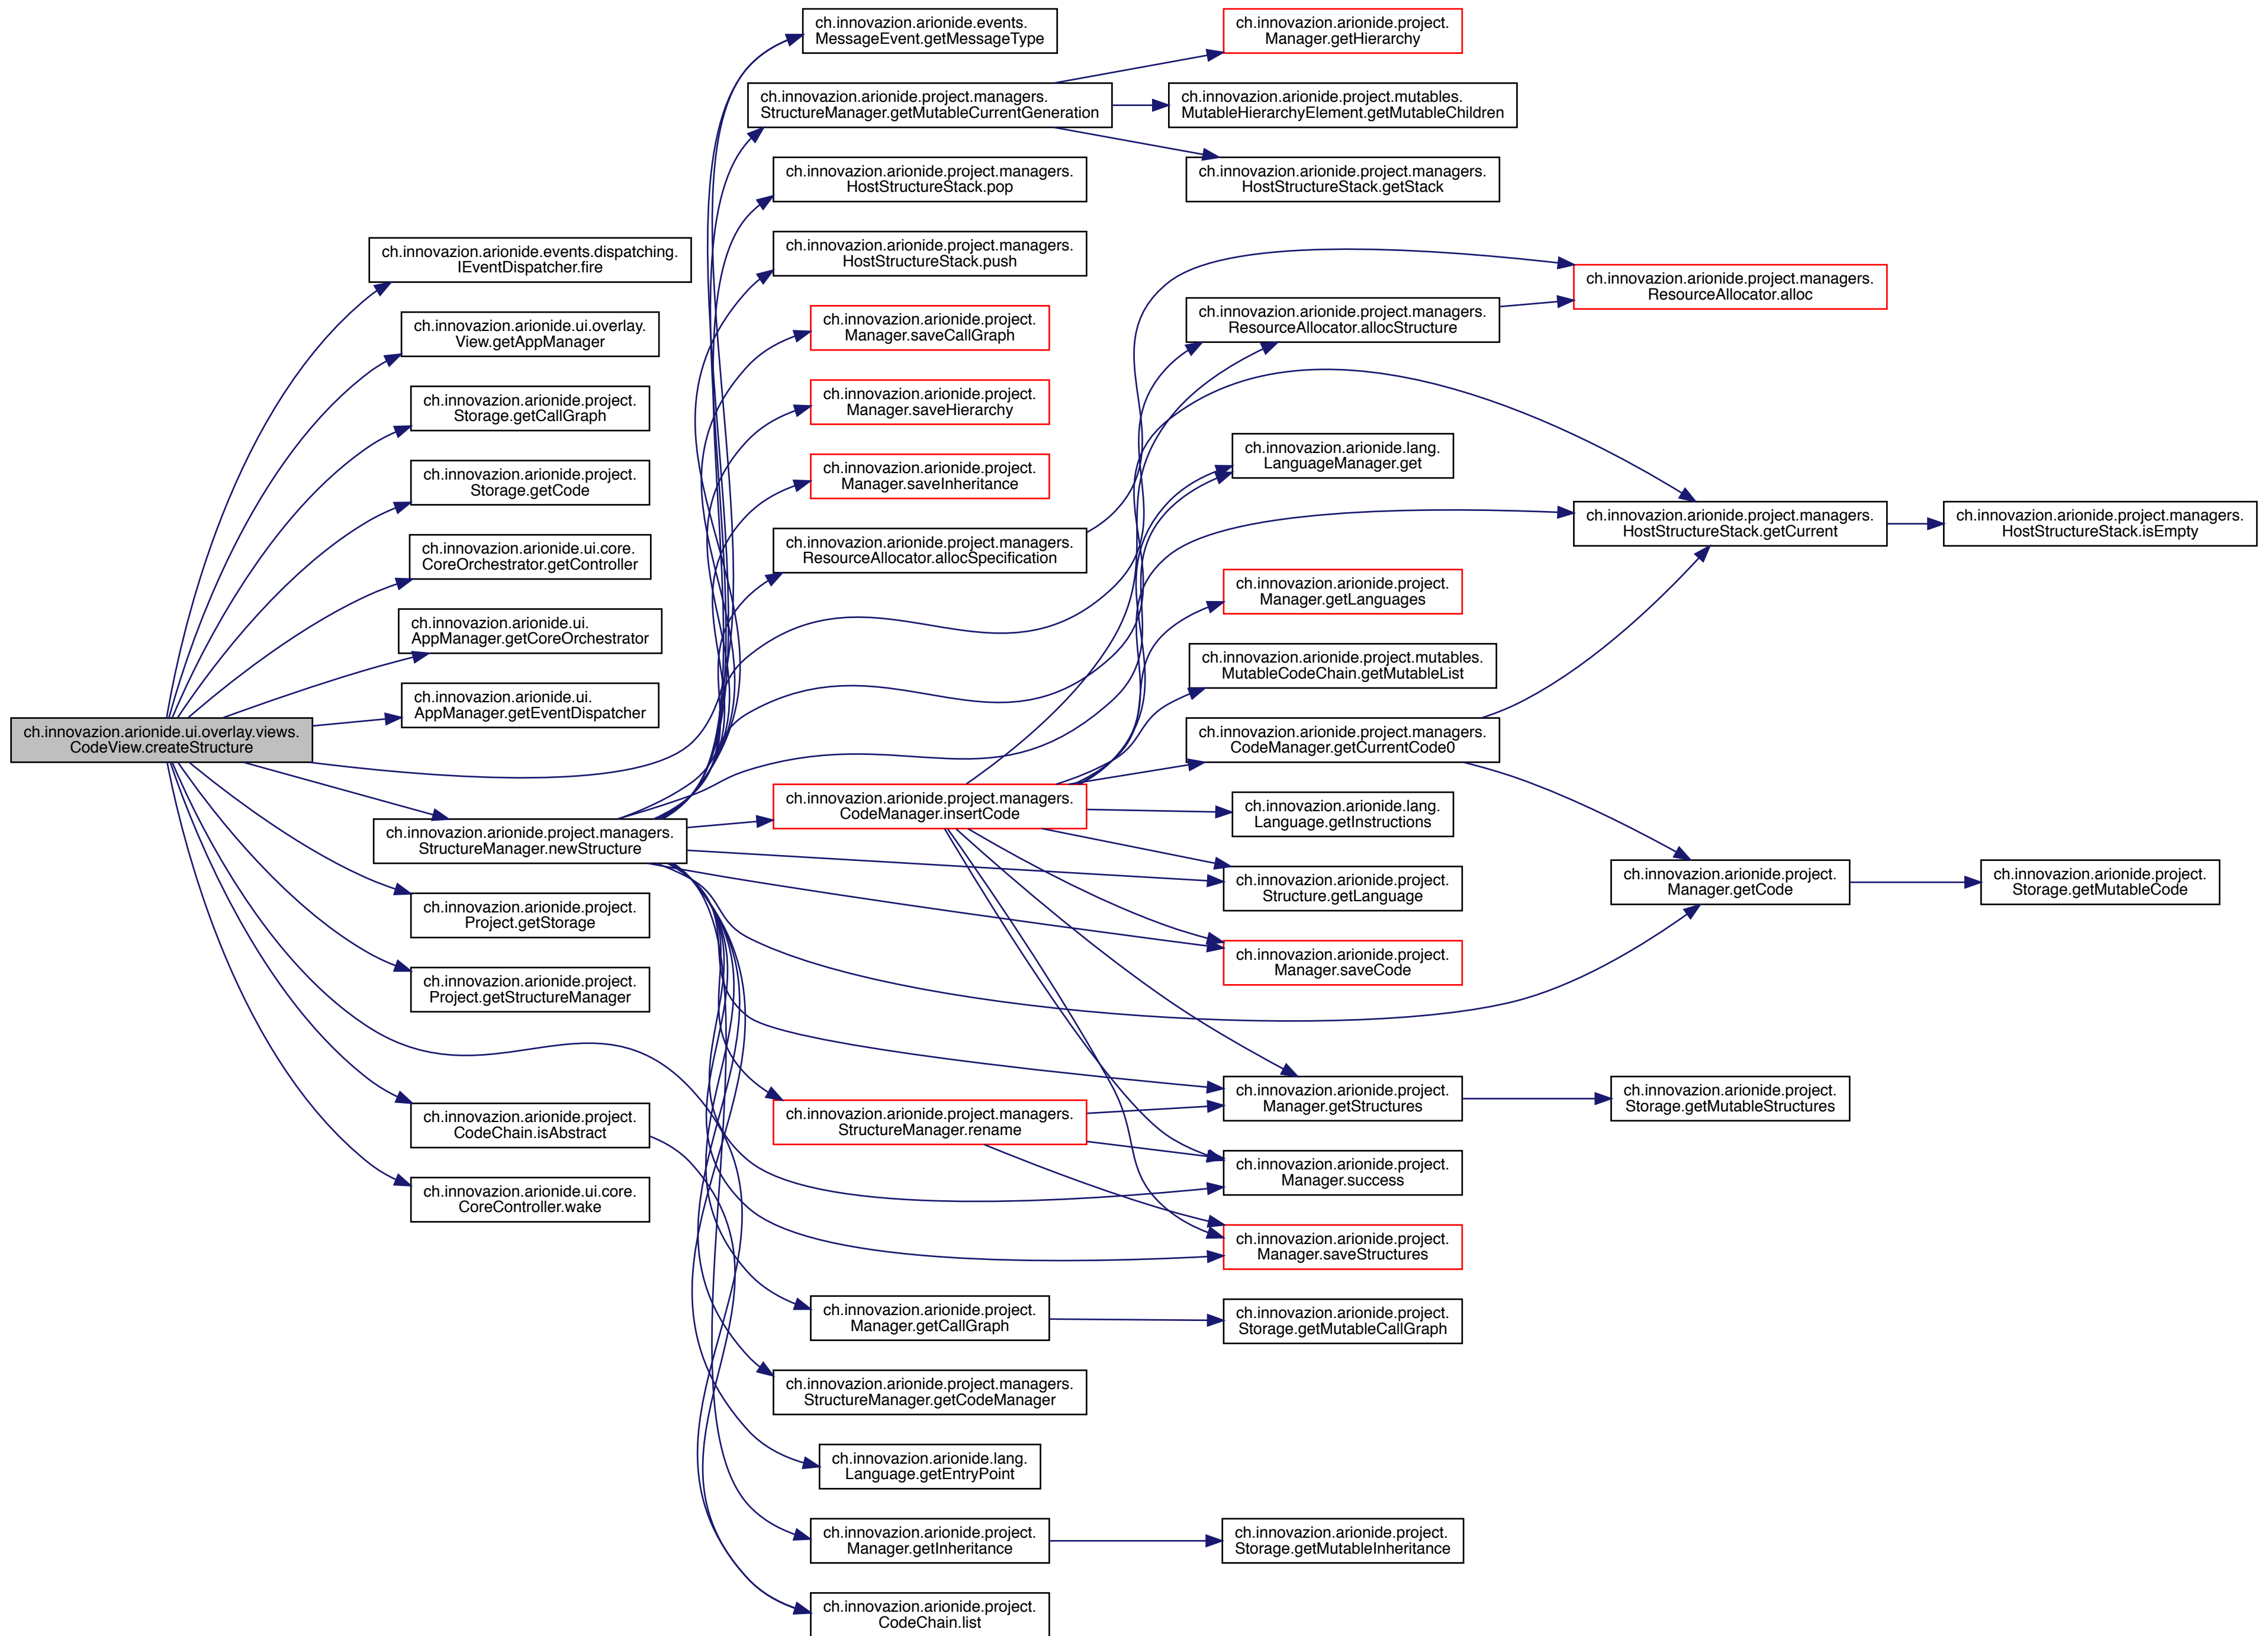 ch.innovazion.arionide.ui.overlay.views.
CodeView.createStructure
ch.innovazion.arionide.events.dispatching.
IEventDispatcher.fire
ch.innovazion.arionide.ui.overlay.
View.getAppManager
ch.innovazion.arionide.project.
Storage.getCallGraph
ch.innovazion.arionide.project.
Storage.getCode
ch.innovazion.arionide.ui.core.
CoreOrchestrator.getController
ch.innovazion.arionide.ui.
AppManager.getCoreOrchestrator
ch.innovazion.arionide.ui.
AppManager.getEventDispatcher
ch.innovazion.arionide.project.managers.
StructureManager.newStructure
ch.innovazion.arionide.project.
Project.getStorage
ch.innovazion.arionide.project.
Project.getStructureManager
ch.innovazion.arionide.project.
CodeChain.isAbstract
ch.innovazion.arionide.ui.core.
CoreController.wake
ch.innovazion.arionide.events.
MessageEvent.getMessageType
ch.innovazion.arionide.project.managers.
StructureManager.getMutableCurrentGeneration
ch.innovazion.arionide.project.managers.
HostStructureStack.pop
ch.innovazion.arionide.project.managers.
HostStructureStack.push
ch.innovazion.arionide.project.
Manager.saveCallGraph
ch.innovazion.arionide.project.
Manager.saveHierarchy
ch.innovazion.arionide.project.
Manager.saveInheritance
ch.innovazion.arionide.project.managers.
ResourceAllocator.allocSpecification
ch.innovazion.arionide.project.managers.
CodeManager.insertCode
ch.innovazion.arionide.project.managers.
StructureManager.rename
ch.innovazion.arionide.project.
Manager.getCallGraph
ch.innovazion.arionide.project.managers.
StructureManager.getCodeManager
ch.innovazion.arionide.lang.
Language.getEntryPoint
ch.innovazion.arionide.project.
Manager.getInheritance
ch.innovazion.arionide.project.
CodeChain.list
ch.innovazion.arionide.project.
Manager.getHierarchy
ch.innovazion.arionide.project.mutables.
MutableHierarchyElement.getMutableChildren
ch.innovazion.arionide.project.managers.
HostStructureStack.getStack
ch.innovazion.arionide.project.managers.
ResourceAllocator.allocStructure
ch.innovazion.arionide.lang.
LanguageManager.get
ch.innovazion.arionide.project.
Manager.getLanguages
ch.innovazion.arionide.project.mutables.
MutableCodeChain.getMutableList
ch.innovazion.arionide.project.managers.
CodeManager.getCurrentCode0
ch.innovazion.arionide.lang.
Language.getInstructions
ch.innovazion.arionide.project.
Structure.getLanguage
ch.innovazion.arionide.project.
Manager.saveCode
ch.innovazion.arionide.project.
Manager.getStructures
ch.innovazion.arionide.project.
Manager.success
ch.innovazion.arionide.project.
Manager.saveStructures
ch.innovazion.arionide.project.
Storage.getMutableCallGraph
ch.innovazion.arionide.project.
Storage.getMutableInheritance
ch.innovazion.arionide.project.managers.
ResourceAllocator.alloc
ch.innovazion.arionide.project.managers.
HostStructureStack.getCurrent
ch.innovazion.arionide.project.
Manager.getCode
ch.innovazion.arionide.project.
Storage.getMutableStructures
ch.innovazion.arionide.project.managers.
HostStructureStack.isEmpty
ch.innovazion.arionide.project.
Storage.getMutableCode